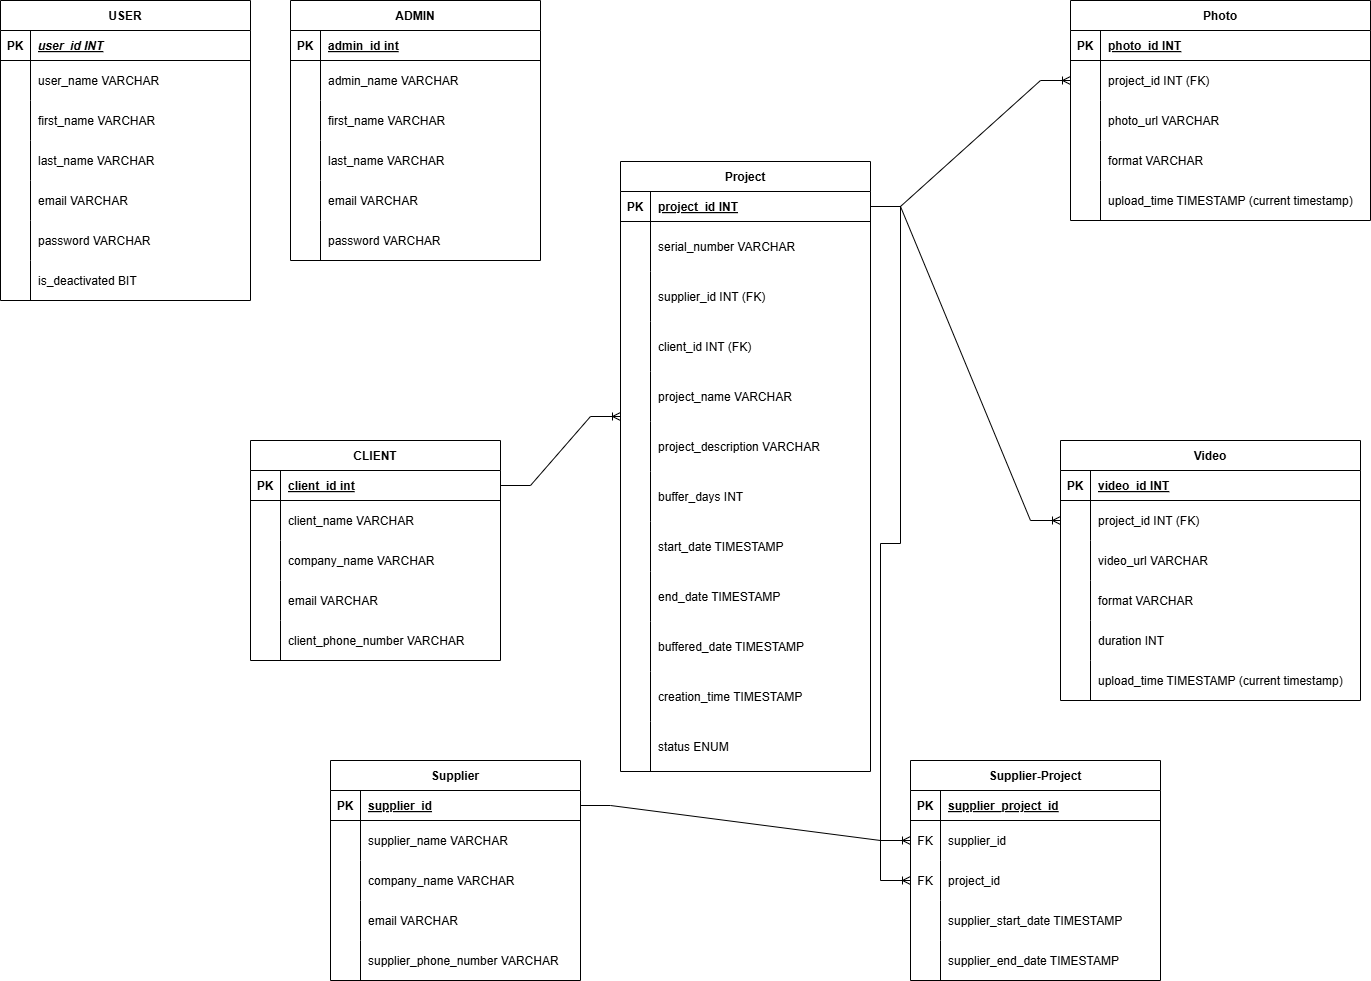 USER
PK user_id INT
user_name VARCHAR
first_name VARCHAR
last_name VARCHAR
email VARCHAR
password VARCHAR
is_deactivated BIT
ADMIN
PK admin_id int
admin_name VARCHAR
first_name VARCHAR
last_name VARCHAR
email VARCHAR
password VARCHAR
Photo
PK photo_id INT
project_id INT (FK)
photo_url VARCHAR
format VARCHAR
upload_time TIMESTAMP (current timestamp)
Project
PK project_id INT
serial_number VARCHAR
supplier_id INT (FK)
client_id INT (FK)
project_name VARCHAR
project_description VARCHAR
buffer_days INT
start_date TIMESTAMP
end_date TIMESTAMP
buffered_date TIMESTAMP
creation_time TIMESTAMP
status ENUM
CLIENT
PK client_id int
client_name VARCHAR
company_name VARCHAR
email VARCHAR
client_phone_number VARCHAR
Video
PK video_id INT
project_id INT (FK)
video_url VARCHAR
format VARCHAR
duration INT
upload_time TIMESTAMP (current timestamp)
Supplier
PK supplier_id
supplier_name VARCHAR
company_name VARCHAR
email VARCHAR
supplier_phone_number VARCHAR
Supplier-Project
PK supplier_project_id
FK supplier_id
FK project_id
supplier_start_date TIMESTAMP
supplier_end_date TIMESTAMP